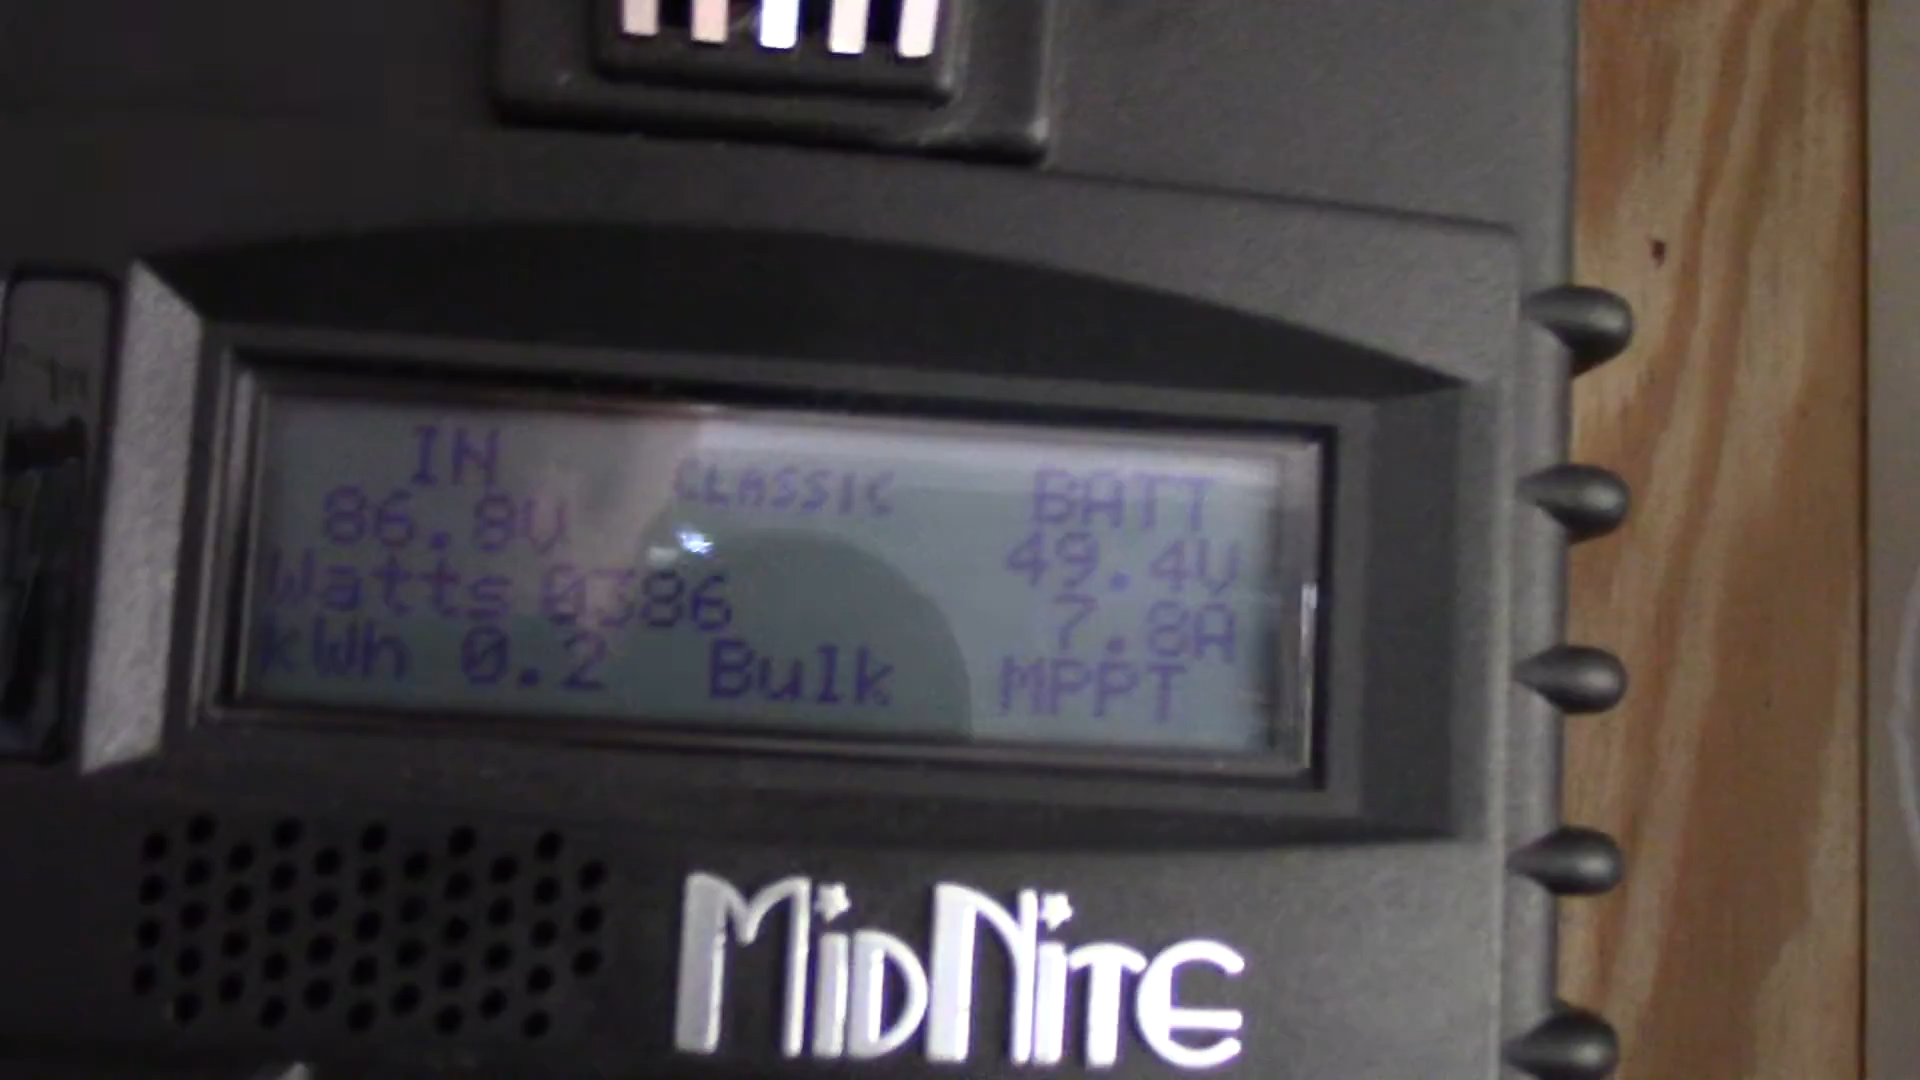 IN CLASSIC BATT
86.8V 49.4V
Watts 0386 7.8A
kWh 0.2 Bulk MPPT
MIDNITE